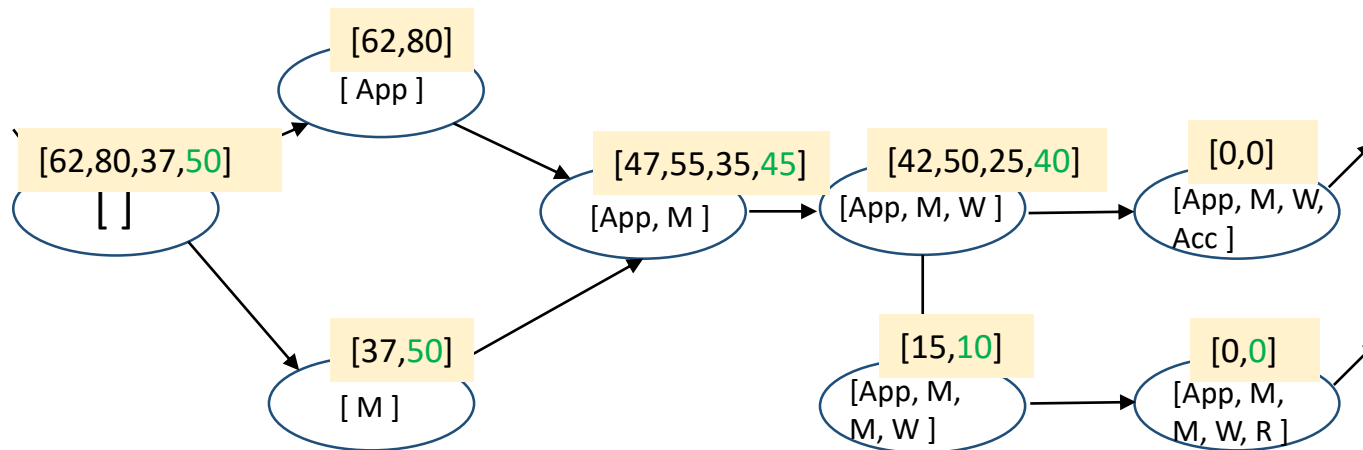 [62,80]
[ App ]
[62,80,37,50]
[ ]
[47,55,35,45]
[App, M ]
[42,50,25,40]
[App, M, W ]
[0,0]
[App, M, W,
Acc ]
[37,50]
[ M ]
[15,10]
[App, M,
M, W ]
[0,0]
[App, M,
M, W, R ]